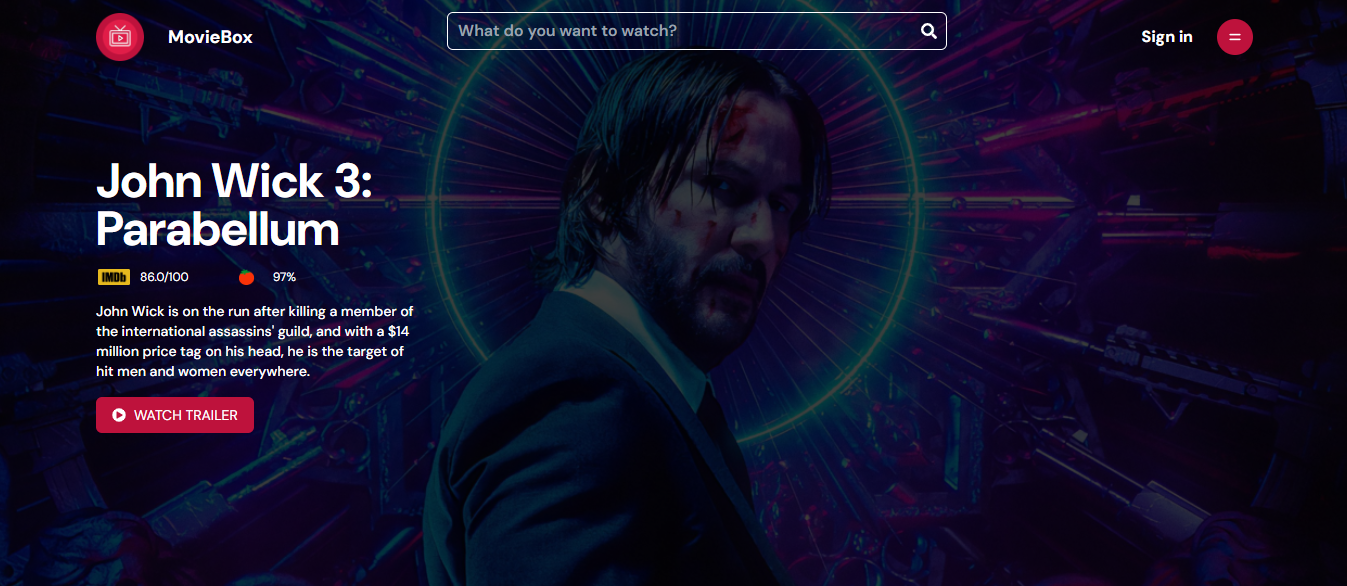 MovieBox
What do you want to watch?
Sign in
John Wick 3:
Parabellum
IMDb 86.0/100 97%
John Wick is on the run after killing a member of
the international assassins' guild, and with a $14
million price tag on his head, he is the target of
hit men and women everywhere.
WATCH TRAILER